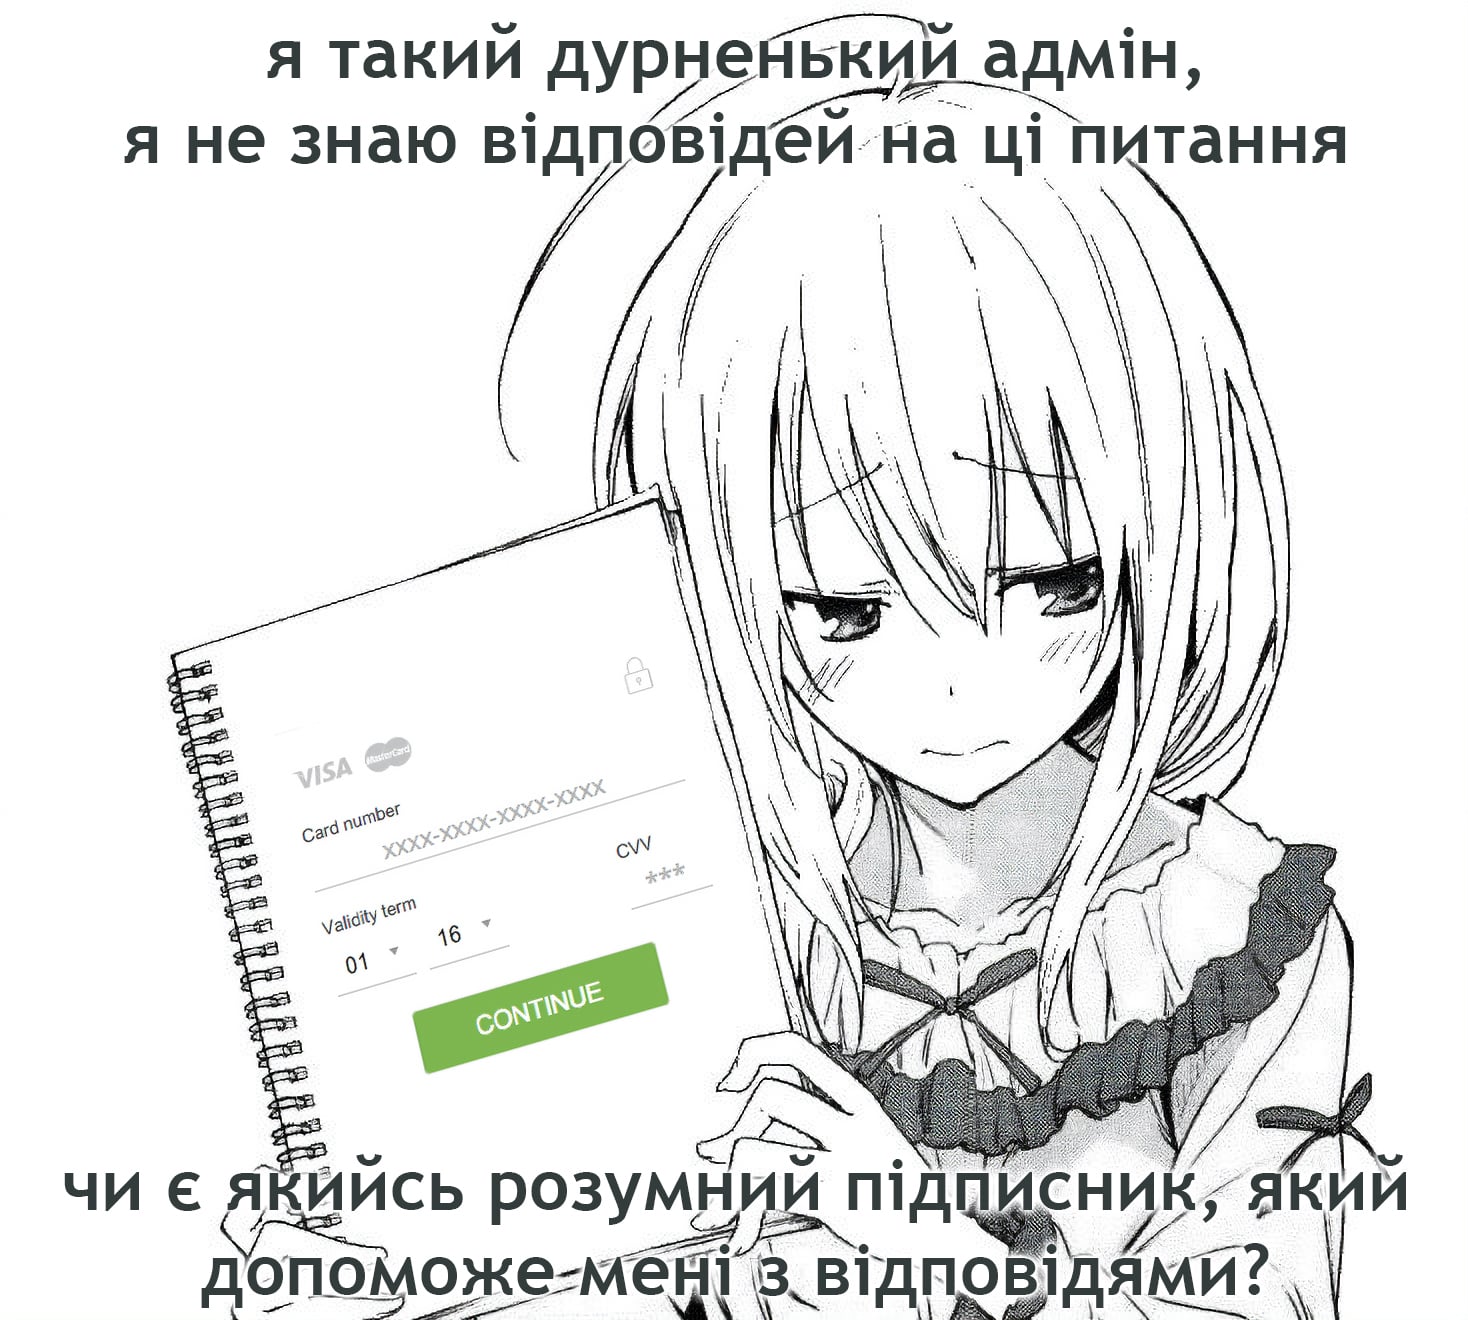 я такий дурненький адмін,
я не знаю відповідей на ці питання
VISA MasterCard
Card number
XXXX-XXXX-XXXX-XXXX
CVV
***
Validity term
01 16
CONTINUE
чи є якийсь розумний підписник, який
допоможе мені з відповідями?